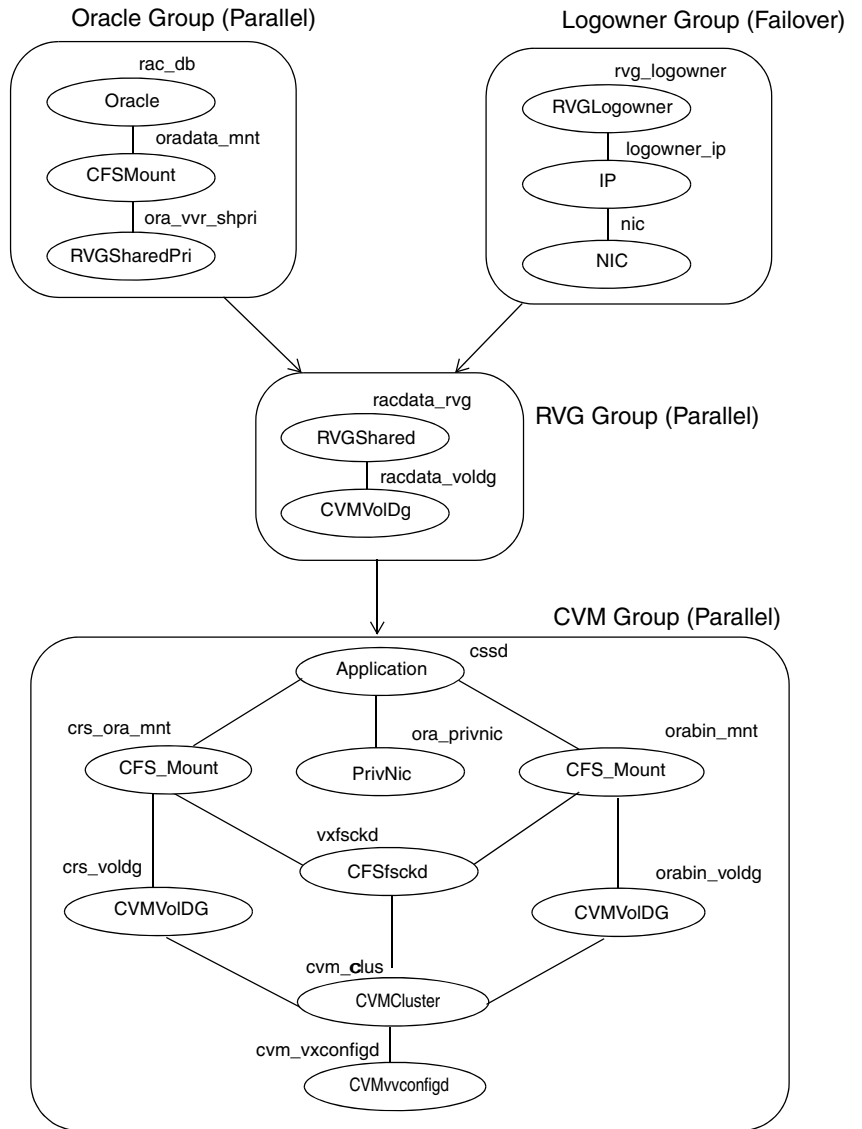 Oracle Group (Parallel)
rac_db
Oracle
oradata_mnt
CFSMount
ora_vvr_shpri
RVGSharedPri
Logowner Group (Failover)
rvg_logowner
RVGLogowner
logowner_ip
IP
nic
NIC
RVG Group (Parallel)
racdata_rvg
RVGShared
racdata_voldg
CVMVolDg
CVM Group (Parallel)
cssd
Application
crs_ora_mnt
ora_privnic
orabin_mnt
CFS_Mount
PrivNic
CFS_Mount
vxfsckd
crs_voldg
CFSfsckd
orabin_voldg
CVMVolDG
CVMVolDG
cvm_clus
CVMCluster
cvm_vxconfigd
CVMvvconfigd